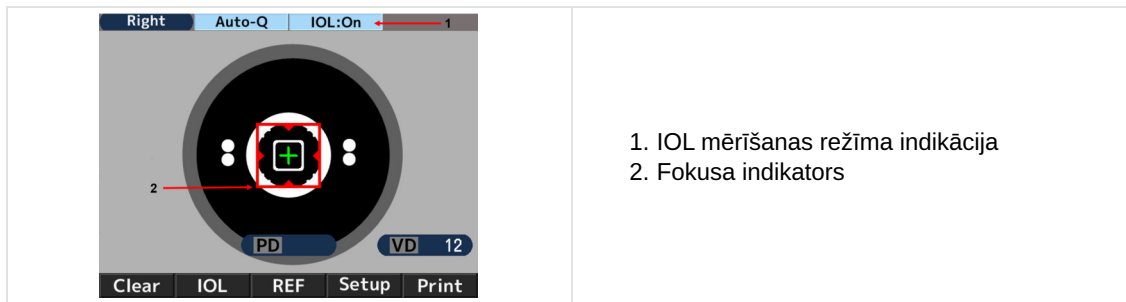 Right Auto-Q IOL:On 1
2
PD VD 12
Clear IOL REF Setup Print
1. IOL mērīšanas režīma indikācija
2. Fokusa indikators